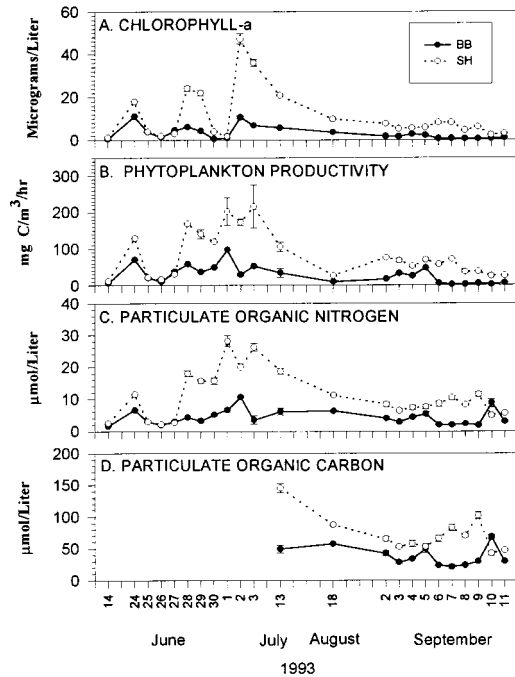 A. CHLOROPHYLL-a
BB
SH
Micrograms/Liter
60
40
20
0
B. PHYTOPLANKTON PRODUCTIVITY
mg C/m³/hr
300
200
100
0
C. PARTICULATE ORGANIC NITROGEN
µmol/Liter
40
30
20
10
0
D. PARTICULATE ORGANIC CARBON
µmol/Liter
200
150
100
50
0
14 24 25 26 27 28 29 30 1 2 3 13 18 2 3 4 5 6 7 8 9 10 11
June July August September
1993